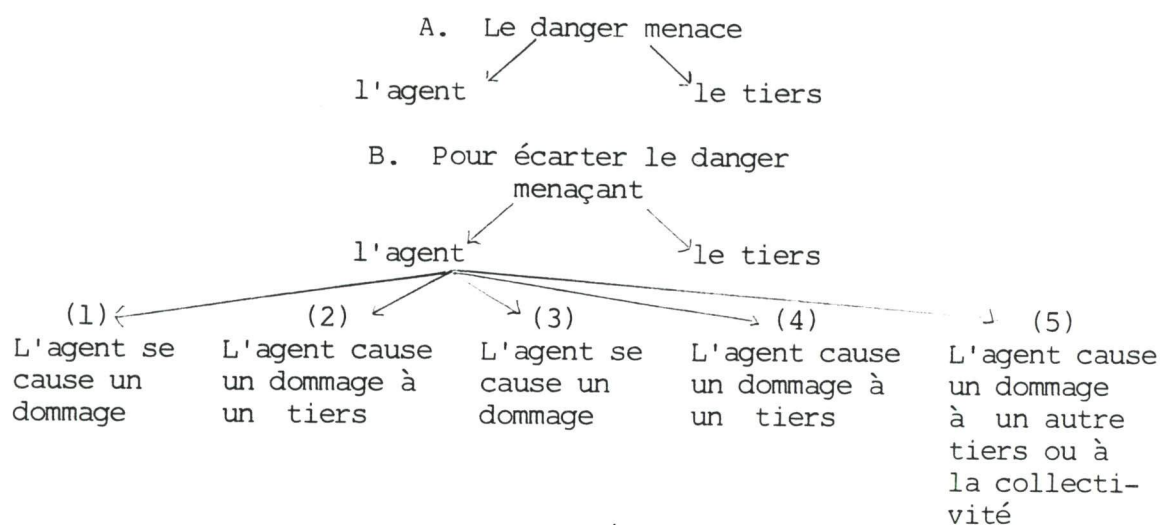 A. Le danger menace
l'agent le tiers
B. Pour écarter le danger
menaçant
l'agent le tiers
(1) (2) (3) (4) (5)
L'agent se
cause un
dommage
L'agent cause
un dommage à
un tiers
L'agent se
cause un
dommage
L'agent cause
un dommage à
un tiers
L'agent cause
un dommage
à un autre
tiers ou à
la collecti-
vité